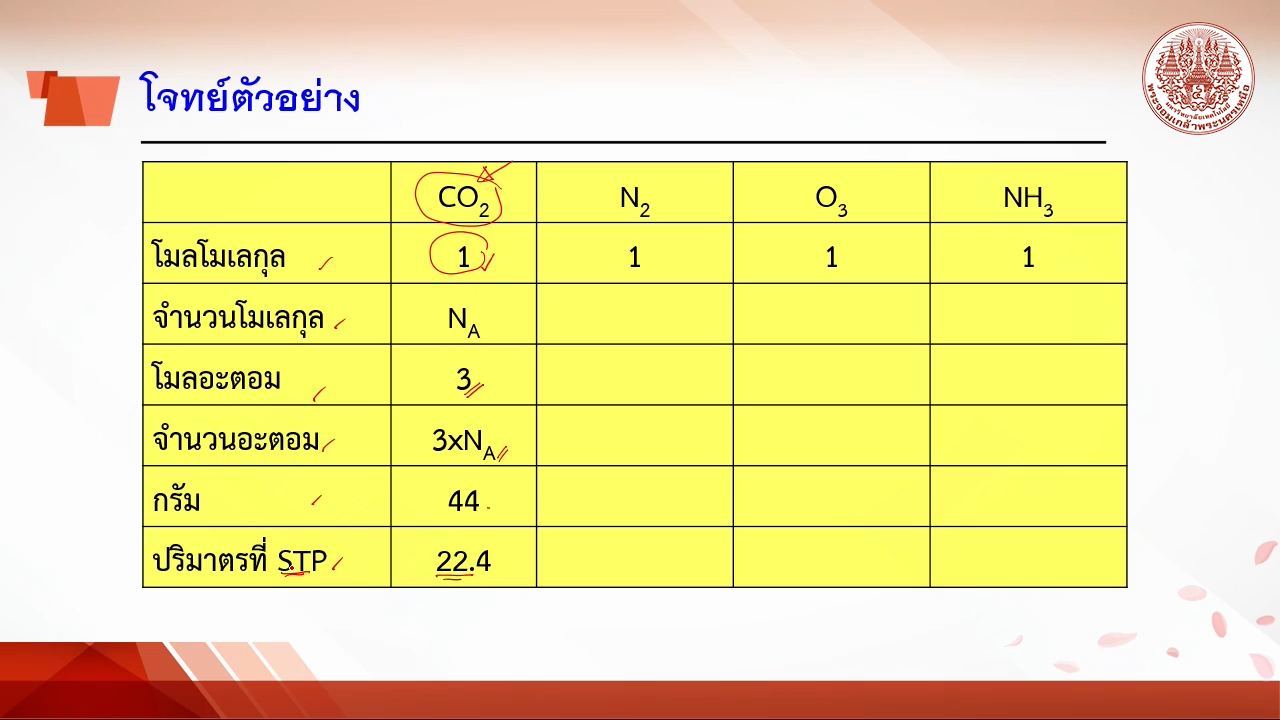 โจทย์ตัวอย่าง
CO2 N2 O3 NH3
โมลโมเลกุล 1 1 1 1
จำนวนโมเลกุล NA
โมลอะตอม 3
จำนวนอะตอม 3xNA
กรัม 44
ปริมาตรที่ STP 22.4